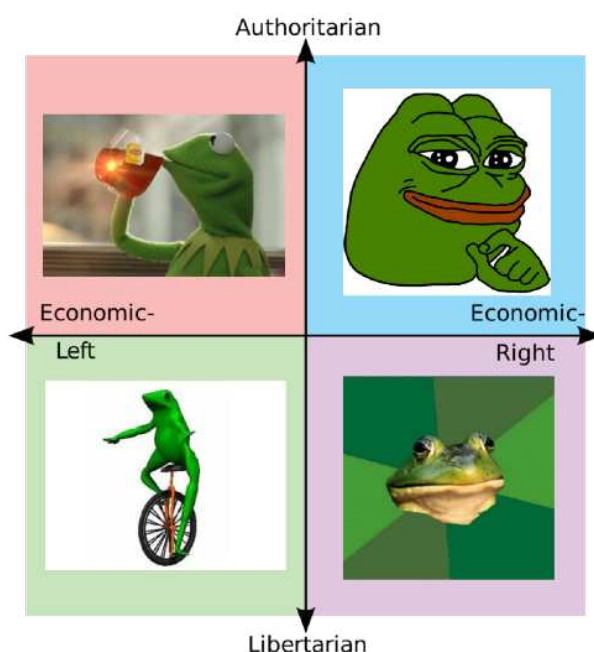 Authoritarian
Economic-
Economic-
Left
Right
Libertarian